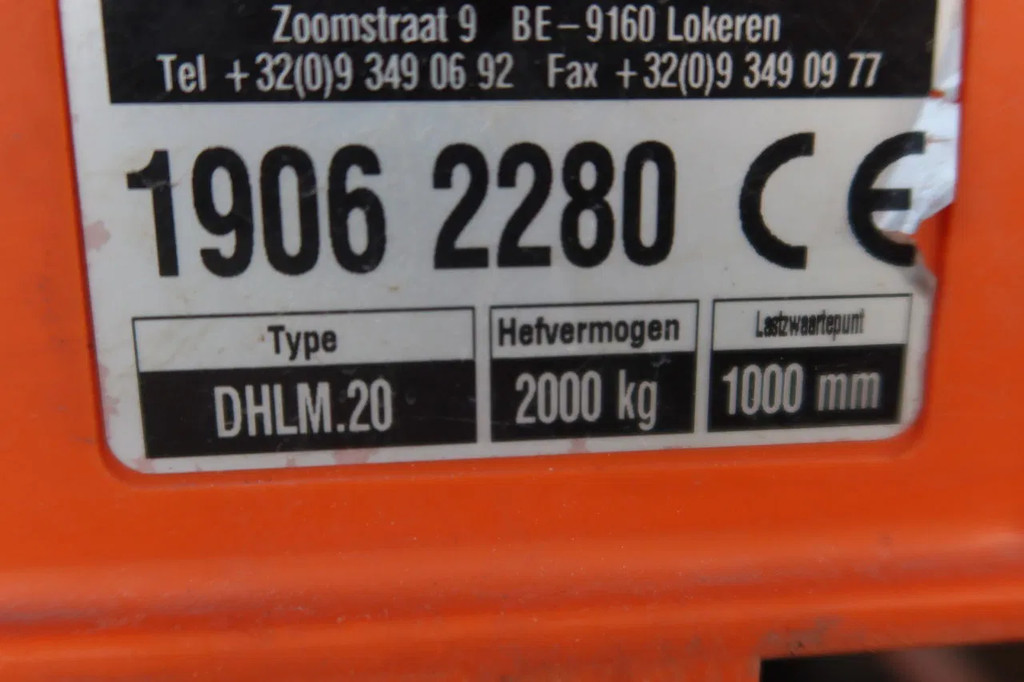 Zoomstraat 9 BE-9160 Lokeren
Tel +32(0)9 349 06 92 Fax +32(0)9 349 09 77
1906 2280 CE
Type Hefvermogen Lastzwaartepunt
DHLM.20 2000 kg 1000 mm